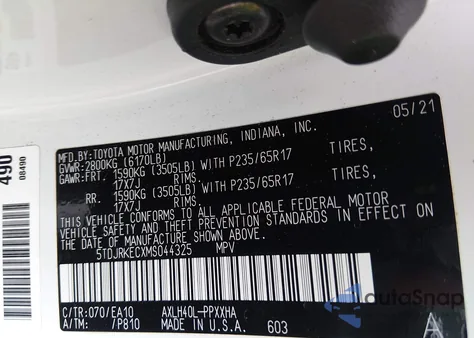 490
08490
05/21
MFD.BY:TOYOTA MOTOR MANUFACTURING, INDIANA, INC.
GVWR:2800KG (6170LB)
GAWR:FRT. 1590KG (3505LB) WITH P235/65R17 TIRES,
17X7J RIMS.
RR. 1590KG (3505LB) WITH P235/65R17 TIRES,
17X7J RIMS.
THIS VEHICLE CONFORMS TO ALL APPLICABLE FEDERAL MOTOR
VEHICLE SAFETY AND THEFT PREVENTION STANDARDS IN EFFECT ON
THE DATE OF MANUFACTURE SHOWN ABOVE.
5TDJRKECXMS044325 MPV
C/TR:070/EA10 AXLH40L-PPXXHA
A/TM: /P810 MADE IN U.S.A. 603 A
autoSnap